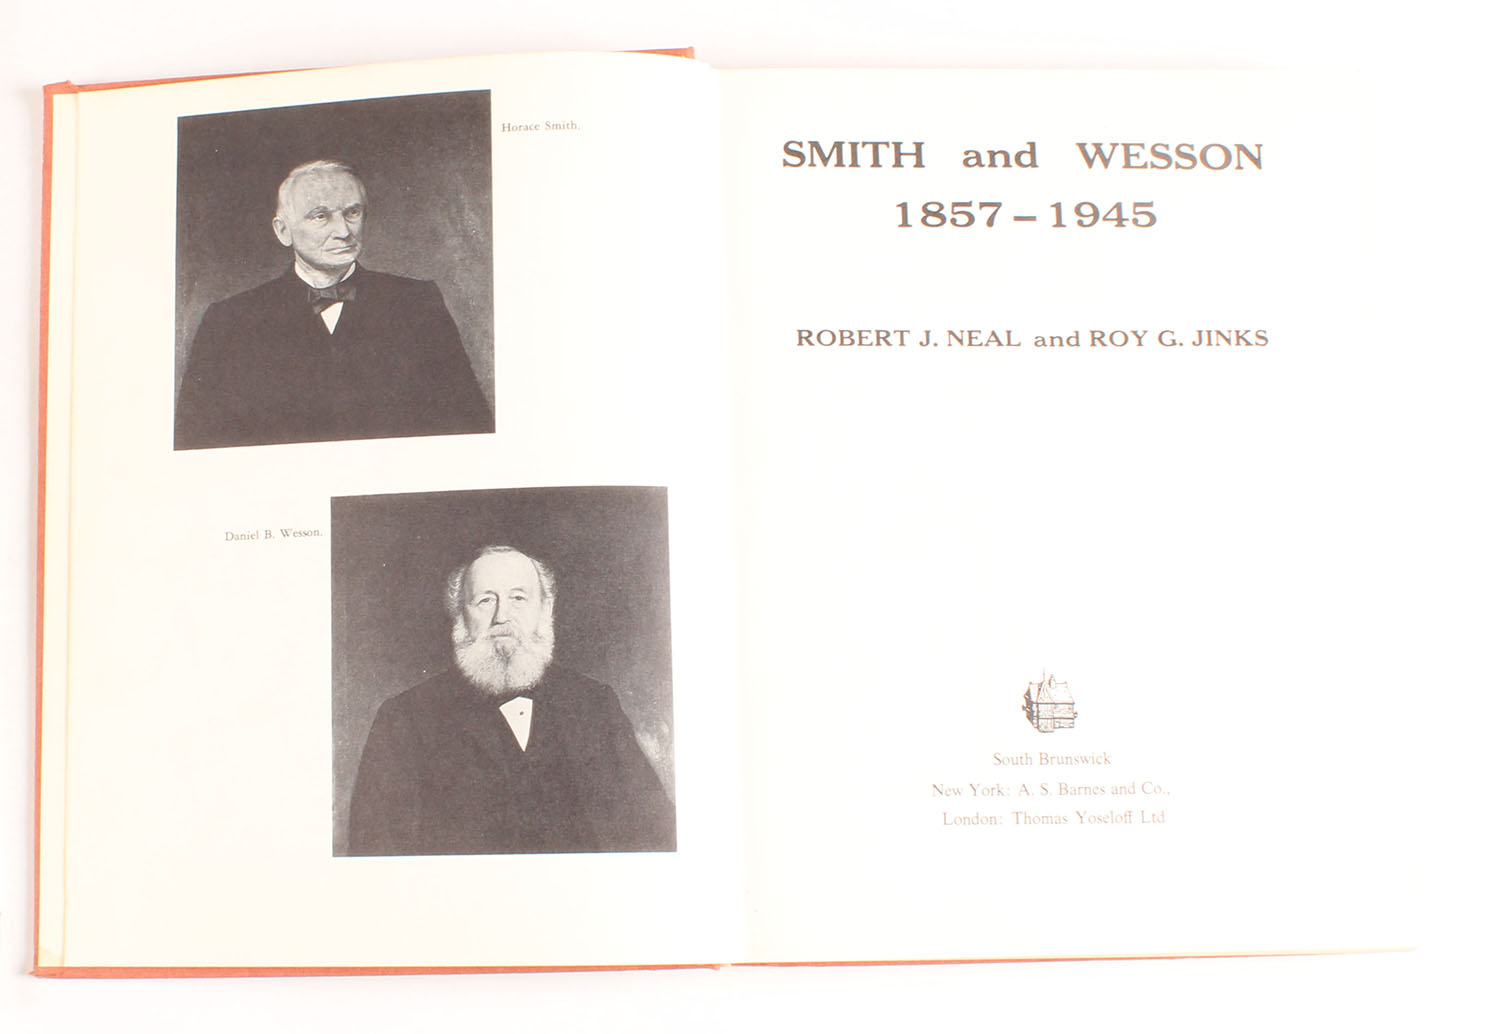 Horace Smith.
Daniel B. Wesson.
SMITH and WESSON
1857–1945
ROBERT J. NEAL and ROY G. JINKS
South Brunswick
New York: A. S. Barnes and Co.,
London: Thomas Yoseloff Ltd